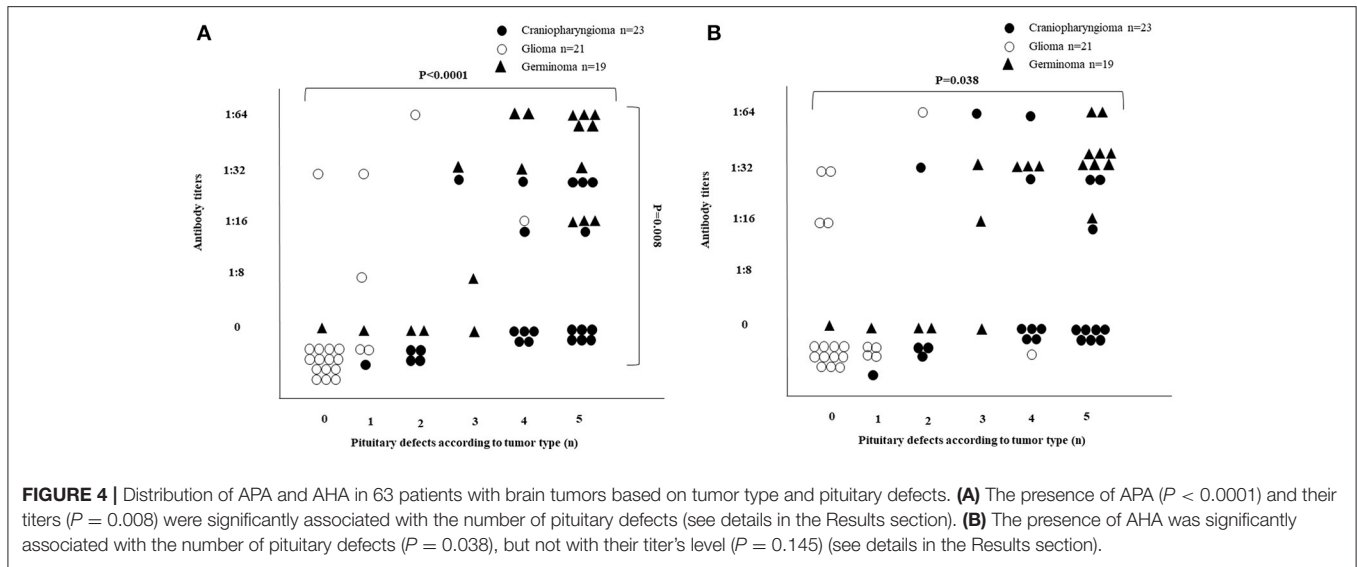 A
Craniopharyngioma n=23
Glioma n=21
Germinoma n=19
P<0.0001
1:64
1:32
1:16
1:8
0
Antibody titers
P=0.008
0 1 2 3 4 5
Pituitary defects according to tumor type (n)
B
Craniopharyngioma n=23
Glioma n=21
Germinoma n=19
P=0.038
1:64
1:32
1:16
1:8
0
Antibody titers
0 1 2 3 4 5
Pituitary defects according to tumor type (n)
FIGURE 4 | Distribution of APA and AHA in 63 patients with brain tumors based on tumor type and pituitary defects. (A) The presence of APA (P < 0.0001) and their
titers (P = 0.008) were significantly associated with the number of pituitary defects (see details in the Results section). (B) The presence of AHA was significantly
associated with the number of pituitary defects (P = 0.038), but not with their titer's level (P = 0.145) (see details in the Results section).